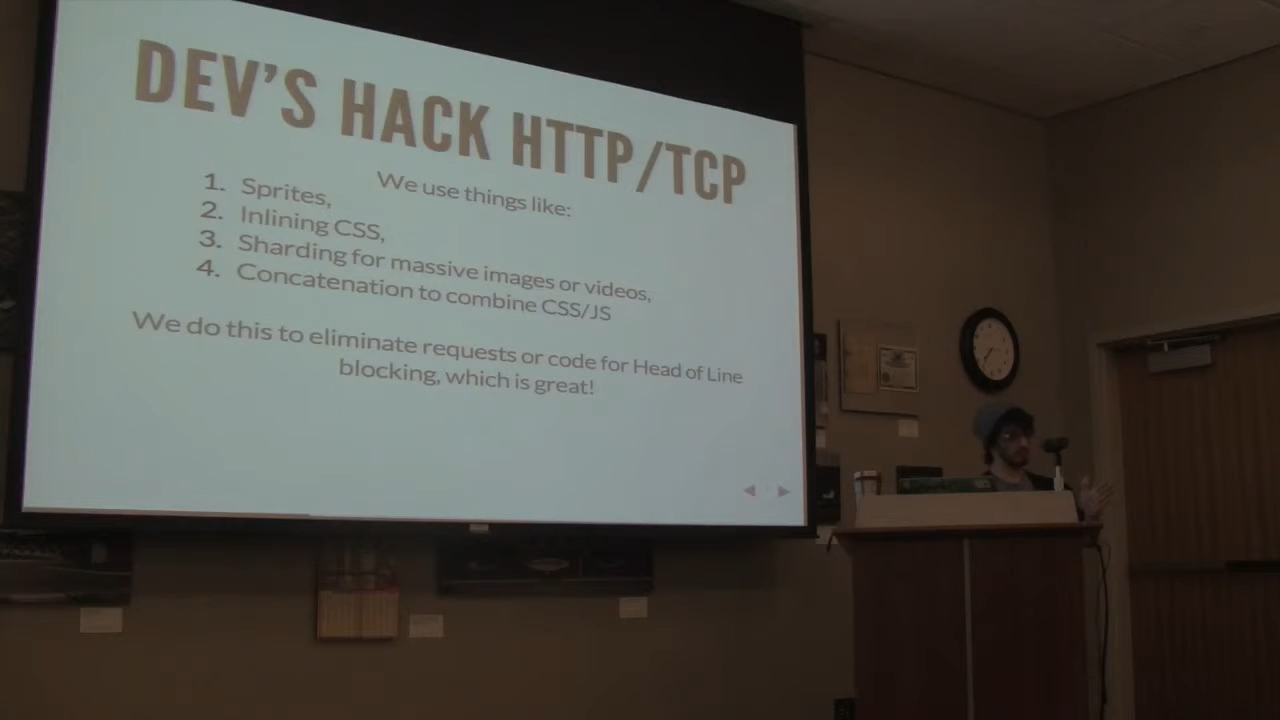 DEV'S HACK HTTP/TCP
We use things like:
1. Sprites,
2. Inlining CSS,
3. Sharding for massive images or videos,
4. Concatenation to combine CSS/JS
We do this to eliminate requests or code for Head of Line
blocking, which is great!